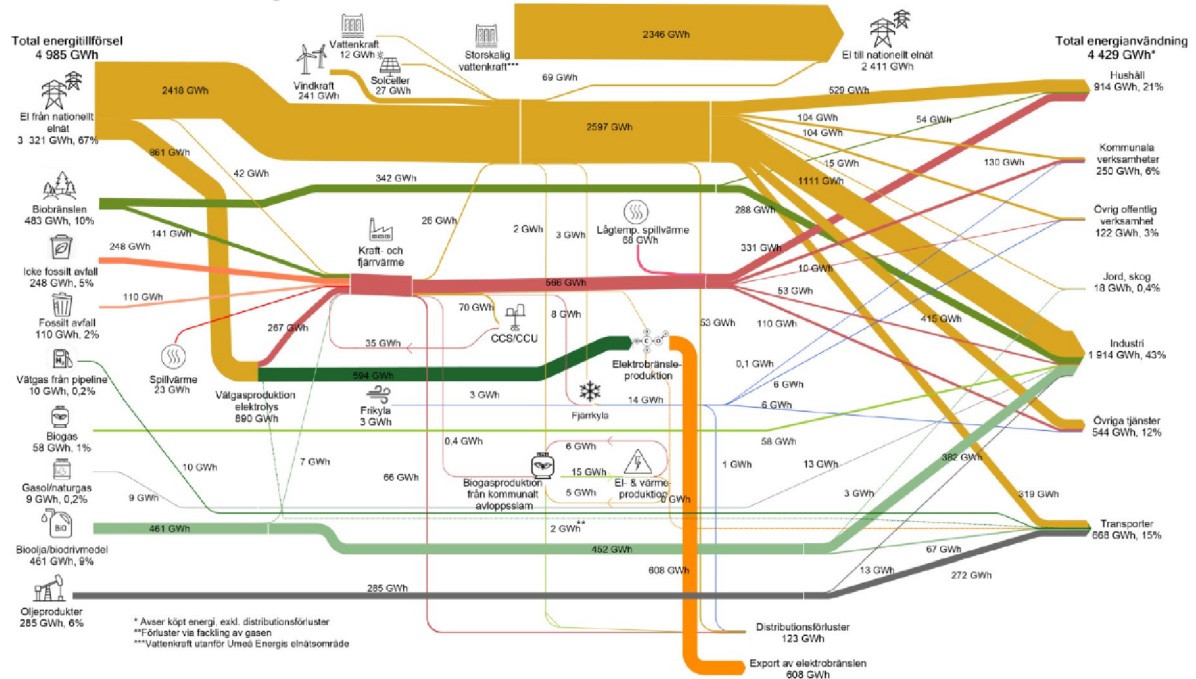 Total energitillförsel
4 985 GWh
El från nationellt
elnät
3 321 GWh, 67%
Biobränslen
483 GWh, 10%
Icke fossilt avfall
248 GWh, 5%
Fossilt avfall
110 GWh, 2%
Vätgas från pipeline
10 GWh, 0,2%
Biogas
58 GWh, 1%
Gasol/naturgas
9 GWh, 0,2%
BIO
Bioolja/biodrivmedel
461 GWh, 9%
Oljeprodukter
285 GWh, 6%
Vattenkraft
12 GWh
Vindkraft
241 GWh
Solceller
27 GWh
Storskalig
vattenkraft***
2346 GWh
El till nationellt elnät
2 411 GWh
69 GWh
2418 GWh
2597 GWh
861 GWh
42 GWh
342 GWh
141 GWh
248 GWh
110 GWh
Kraft- och
fjärrvärme
26 GWh
2 GWh
3 GWh
Lågtemp. spillvärme
68 GWh
566 GWh
267 GWh
Spillvärme
23 GWh
35 GWh
70 GWh
CCS/CCU
8 GWh
594 GWh
Vätgasproduktion
elektrolys
890 GWh
Elektrobränsle-
produktion
Frikyla
3 GWh
3 GWh
Fjärrkyla
14 GWh
53 GWh
0,4 GWh
6 GWh
15 GWh
5 GWh
Biogasproduktion
från kommunalt
avloppsslam
El- & värme-
produktion
0 GWh
58 GWh
1 GWh
10 GWh
7 GWh
66 GWh
9 GWh
13 GWh
461 GWh
2 GWh**
452 GWh
3 GWh
382 GWh
67 GWh
285 GWh
13 GWh
272 GWh
319 GWh
608 GWh
529 GWh
54 GWh
104 GWh
104 GWh
15 GWh
1111 GWh
130 GWh
288 GWh
331 GWh
10 GWh
53 GWh
110 GWh
415 GWh
0,1 GWh
6 GWh
6 GWh
Total energianvändning
4 429 GWh*
Hushåll
914 GWh, 21%
Kommunala
verksamheter
250 GWh, 6%
Övrig offentlig
verksamhet
122 GWh, 3%
Jord, skog
18 GWh, 0,4%
Industri
1 914 GWh, 43%
Övriga tjänster
544 GWh, 12%
Transporter
668 GWh, 15%
Distributionsförluster
123 GWh
Export av elektrobränslen
608 GWh
* Avser köpt energi, exkl. distributionsförluster
**Förluster via fackling av gasen
***Vattenkraft utanför Umeå Energis elnätsområde